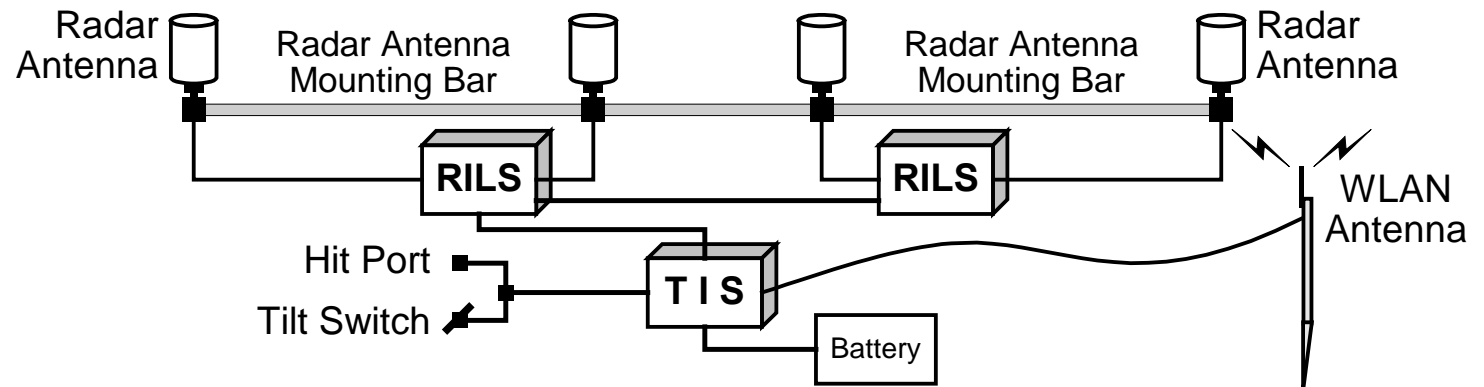 Radar
Antenna
Radar Antenna
Mounting Bar
Radar Antenna
Mounting Bar
Radar
Antenna
RILS
RILS
WLAN
Antenna
Hit Port
T I S
Tilt Switch
Battery